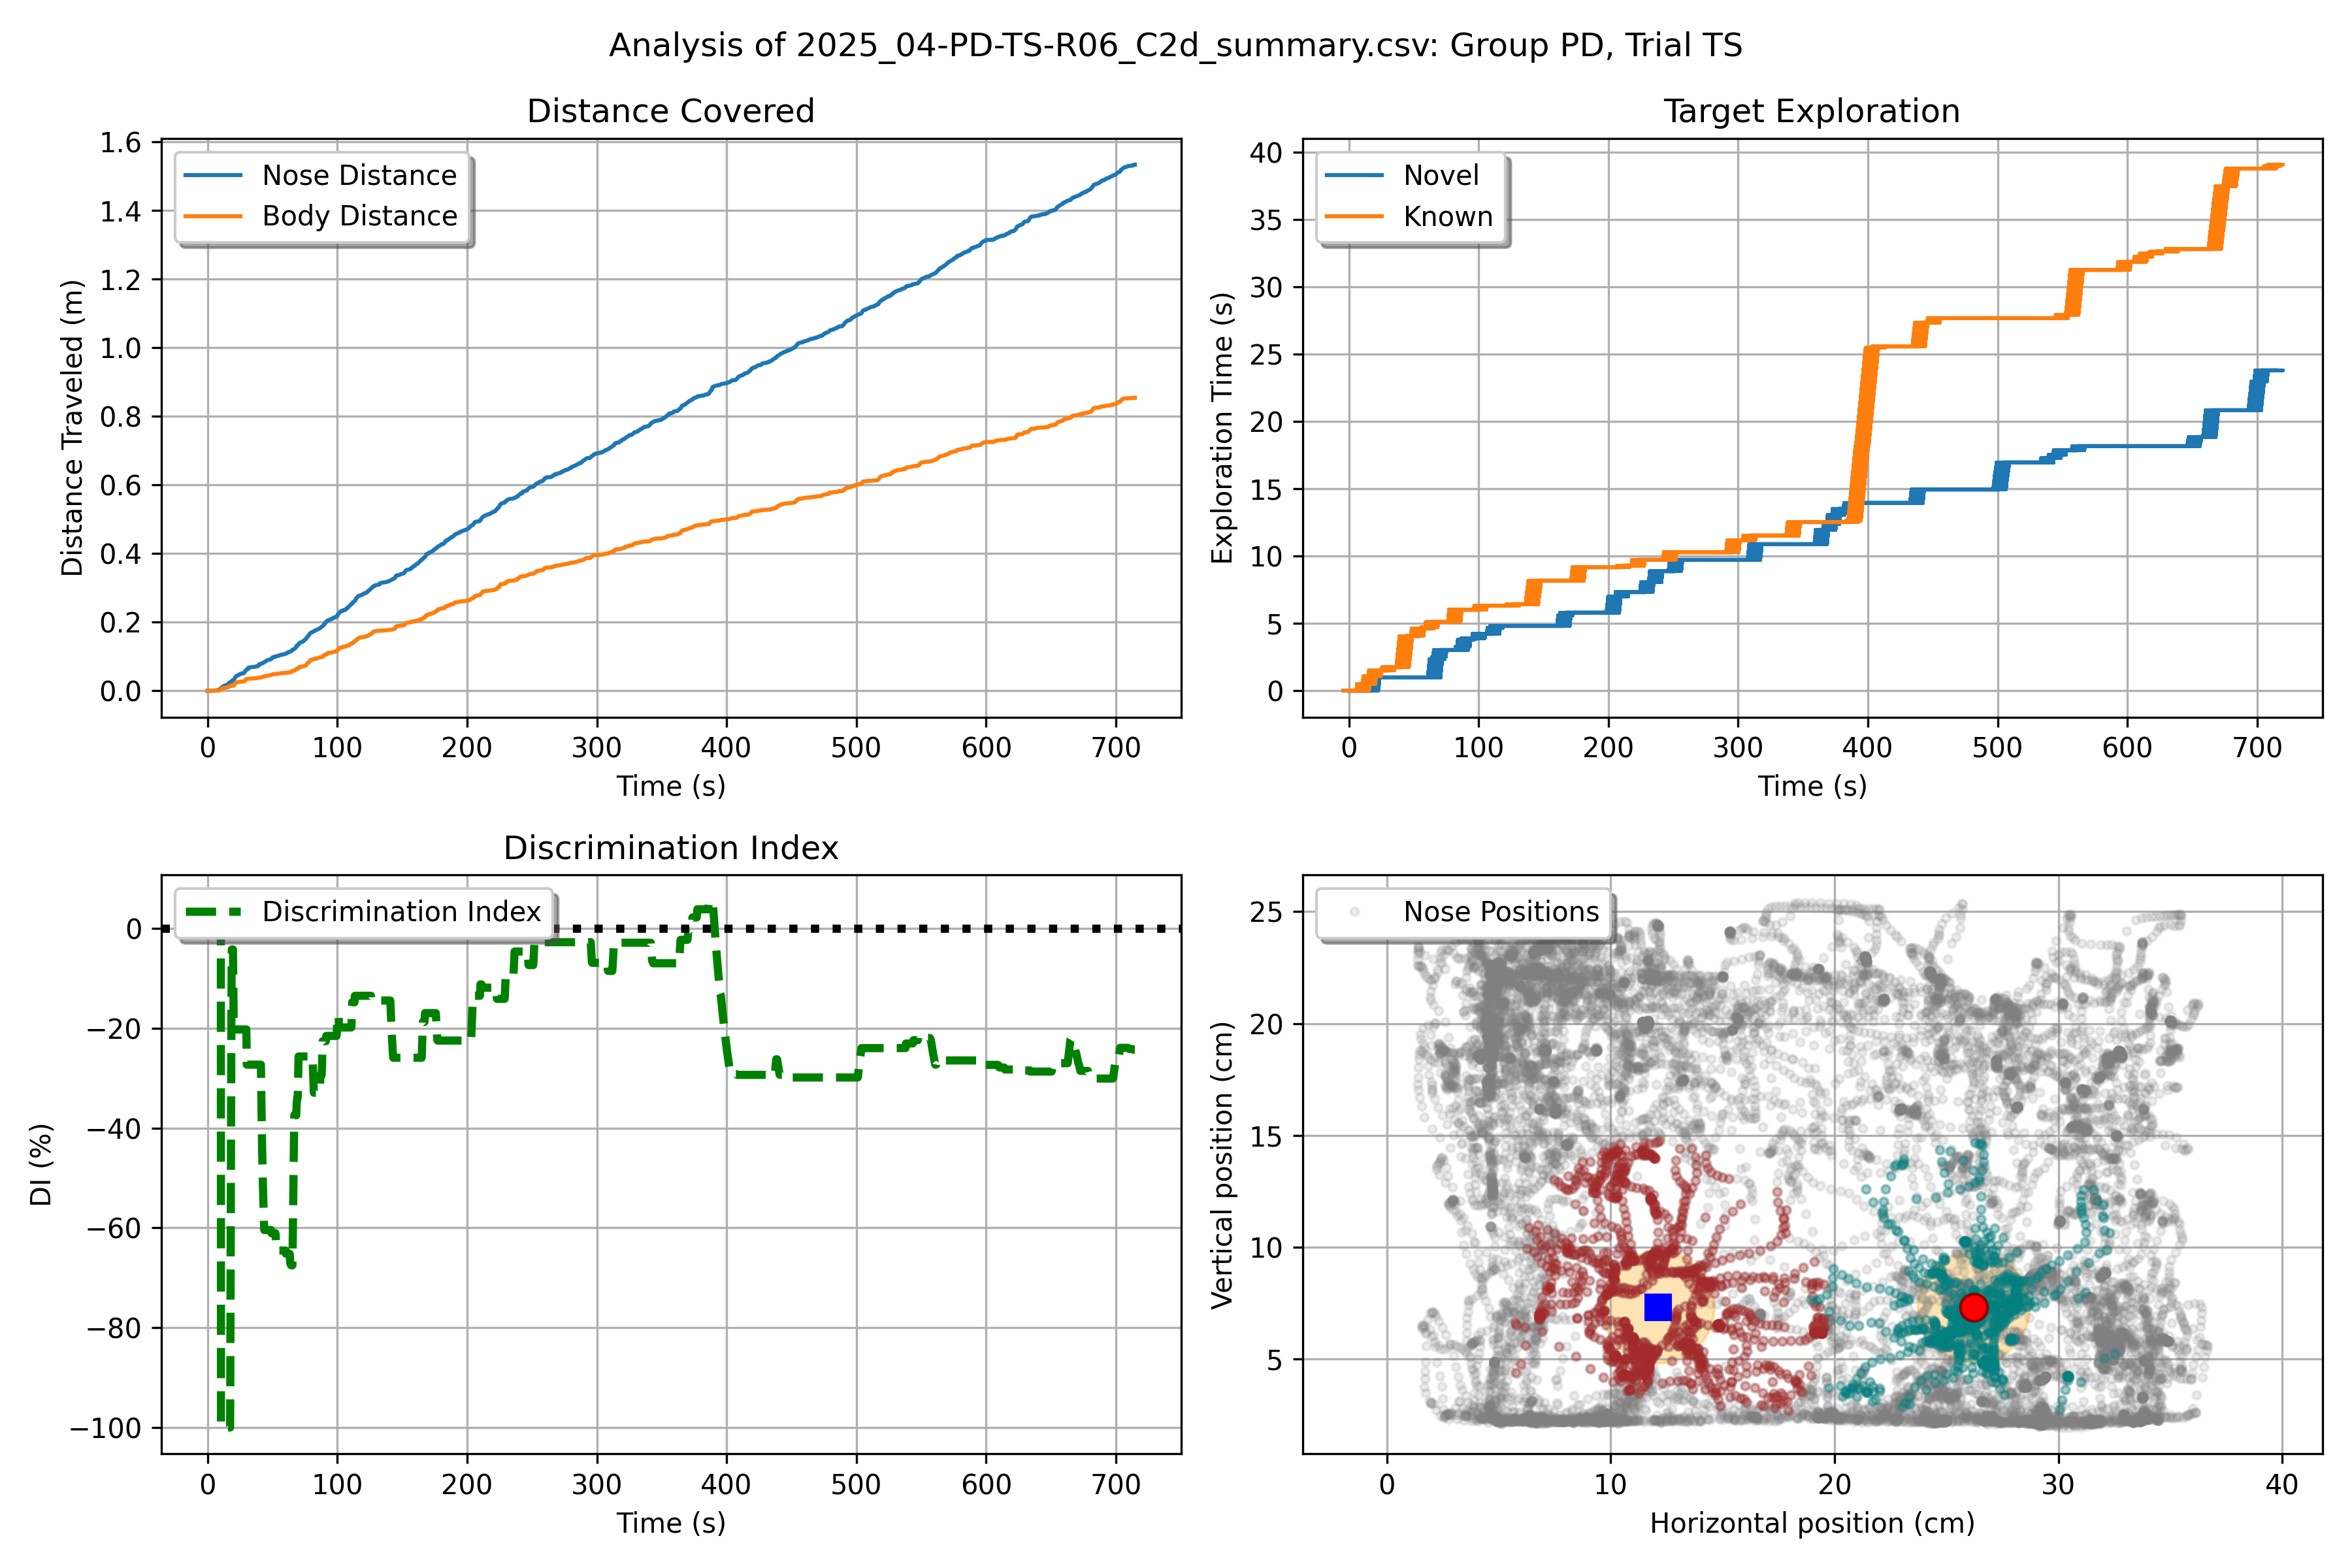 Analysis of 2025_04-PD-TS-R06_C2d_summary.csv: Group PD, Trial TS
Distance Covered
1.6
1.4
1.2
1.0
0.8
0.6
0.4
0.2
0.0
Distance Traveled (m)
Nose Distance
Body Distance
0 100 200 300 400 500 600 700
Time (s)
Target Exploration
40
35
30
25
20
15
10
5
0
Exploration Time (s)
Novel
Known
0 100 200 300 400 500 600 700
Time (s)
Discrimination Index
0
−20
−40
−60
−80
−100
DI (%)
Discrimination Index
0 100 200 300 400 500 600 700
Time (s)
25
20
15
10
5
Vertical position (cm)
Nose Positions
0 10 20 30 40
Horizontal position (cm)